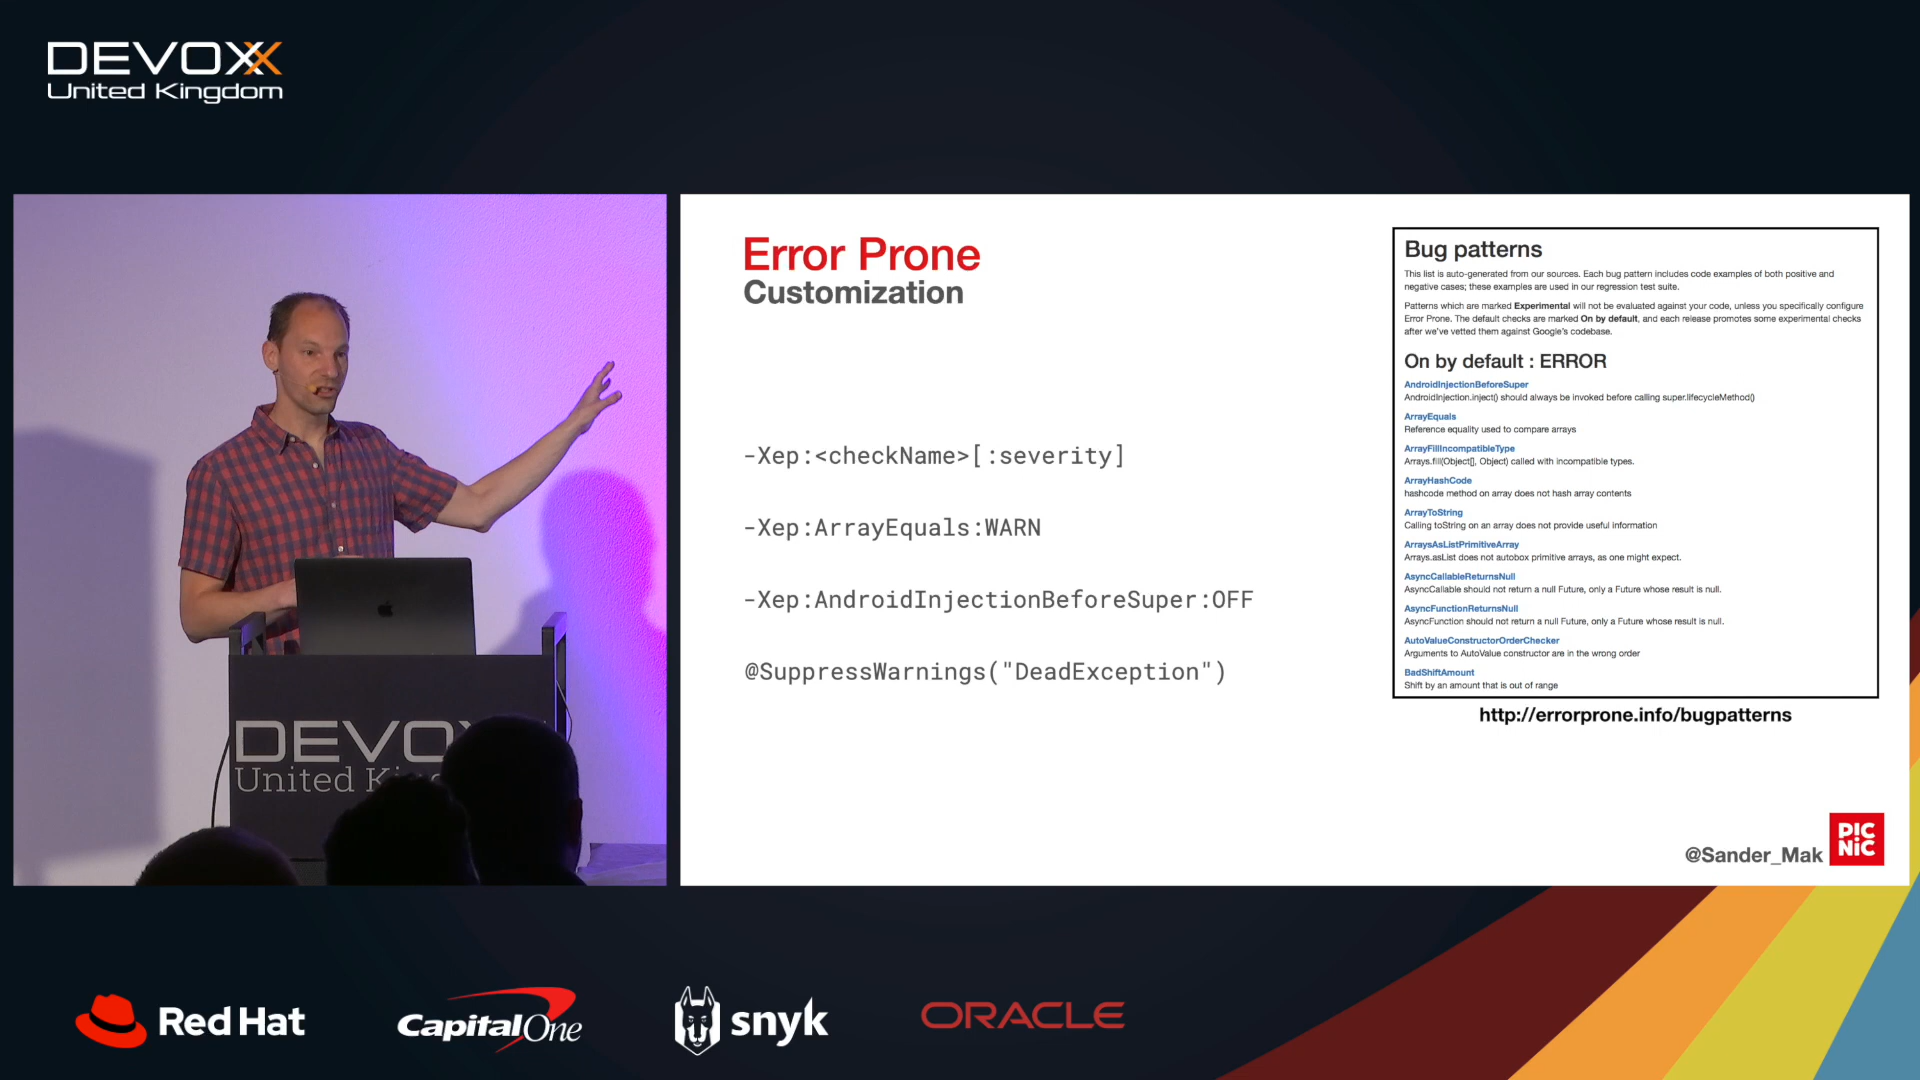 DEVOXX
United Kingdom
Error Prone
Customization
-Xep:<checkName>[:severity]
-Xep:ArrayEquals:WARN
-Xep:AndroidInjectionBeforeSuper:OFF
@SuppressWarnings("DeadException")
Bug patterns
This list is auto-generated from our sources. Each bug pattern includes code examples of both positive and
negative cases; these examples are used in our regression test suite.
Patterns which are marked Experimental will not be evaluated against your code, unless you specifically configure
Error Prone. The default checks are marked On by default, and each release promotes some experimental checks
after we've vetted them against Google's codebase.
On by default : ERROR
AndroidInjectionBeforeSuper
AndroidInjection.inject() should always be invoked before calling super.lifecycleMethod()
ArrayEquals
Reference equality used to compare arrays
ArrayFillIncompatibleType
Arrays.fill(Object[], Object) called with incompatible types.
ArrayHashCode
hashcode method on array does not hash array contents
ArrayToString
Calling toString on an array does not provide useful information
ArraysAsListPrimitiveArray
Arrays.asList does not autobox primitive arrays, as one might expect.
AsyncCallableReturnsNull
AsyncCallable should not return a null Future, only a Future whose result is null.
AsyncFunctionReturnsNull
AsyncFunction should not return a null Future, only a Future whose result is null.
AutoValueConstructorOrderChecker
Arguments to AutoValue constructor are in the wrong order
BadShiftAmount
Shift by an amount that is out of range
http://errorprone.info/bugpatterns
@Sander_Mak
PIC
NIC
DEVOX
United King
Red Hat
CapitalOne
snyk
ORACLE